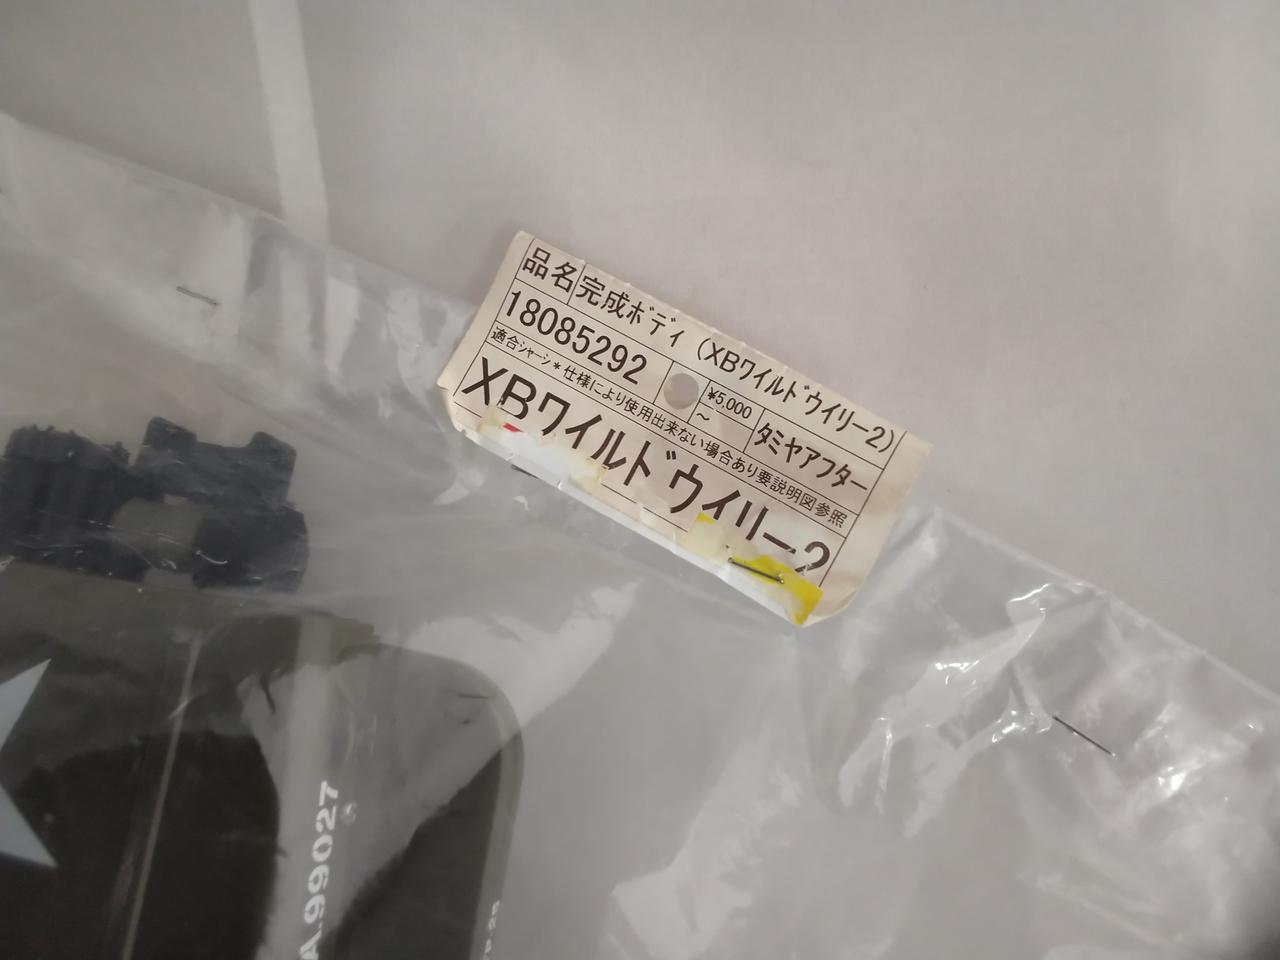 品名 完成ボディ (XBワイルドウイリー2)
18085292 ¥5,000～ タミヤアフター
適合シャーシ*仕様により使用出来ない場合あり要説明図参照
XBワイルドウイリー2
A.99027